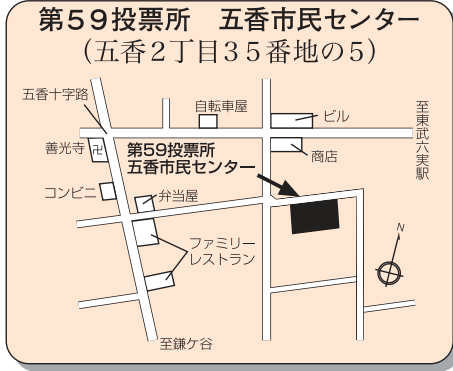 第59投票所　五香市民センター
(五香2丁目35番地の5)
五香十字路
自転車屋
ビル
至東武六実駅
善光寺
卍
第59投票所
五香市民センター
商店
コンビニ
弁当屋
ファミリー
レストラン
N
至鎌ケ谷